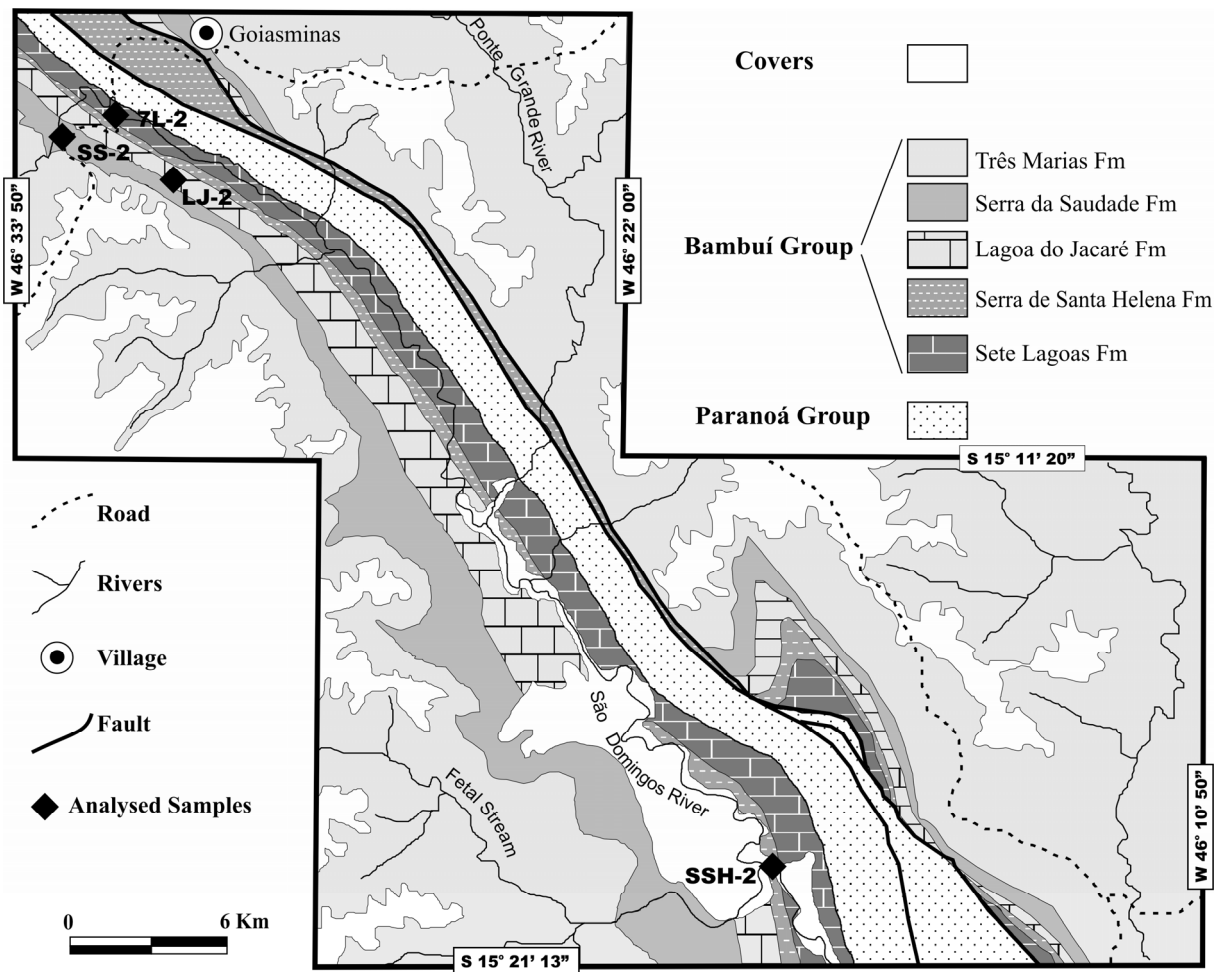 Goiasminas
Ponte Grande River
7L-2
SS-2
LJ-2
W 46° 33' 50”
W 46° 22' 00”
Covers
Bambuí Group
Três Marias Fm
Serra da Saudade Fm
Lagoa do Jacaré Fm
Serra de Santa Helena Fm
Sete Lagoas Fm
Paranoá Group
S 15° 11' 20”
Road
Rivers
Village
Fault
Analysed Samples
São Domingos River
Fetal Stream
SSH-2
W 46° 10' 50”
0 6 Km
S 15° 21' 13”